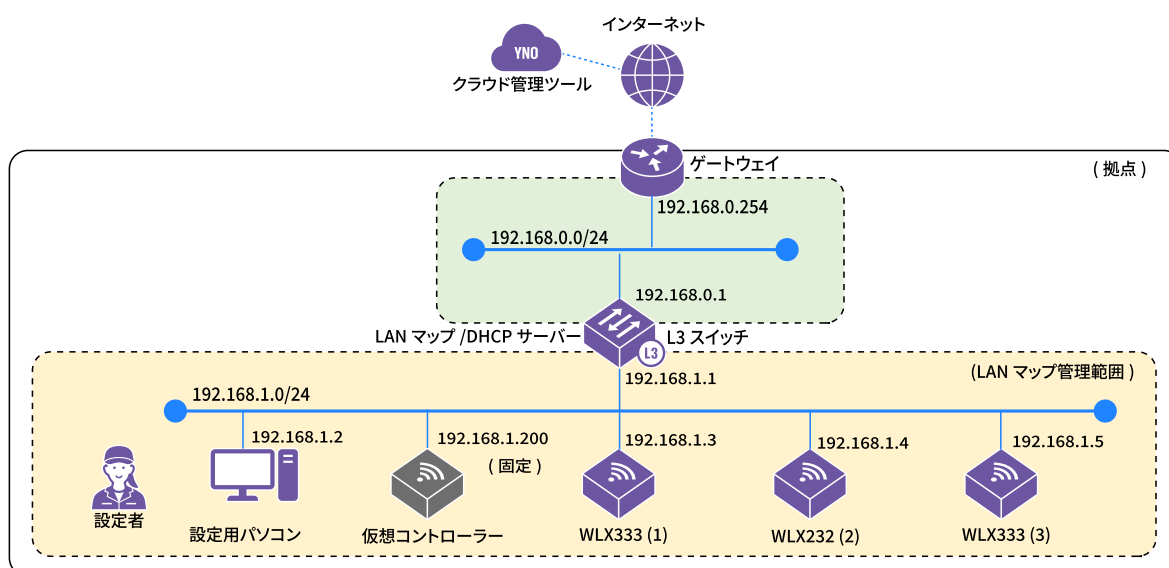 インターネット
YNO
クラウド管理ツール
ゲートウェイ
( 拠点 )
192.168.0.254
192.168.0.0/24
192.168.0.1
LAN マップ /DHCP サーバー
L3 スイッチ
L3
192.168.1.1
(LAN マップ管理範囲 )
192.168.1.0/24
192.168.1.2
192.168.1.200
( 固定 )
192.168.1.3
192.168.1.4
192.168.1.5
設定者
設定用パソコン
仮想コントローラー
WLX333 (1)
WLX232 (2)
WLX333 (3)